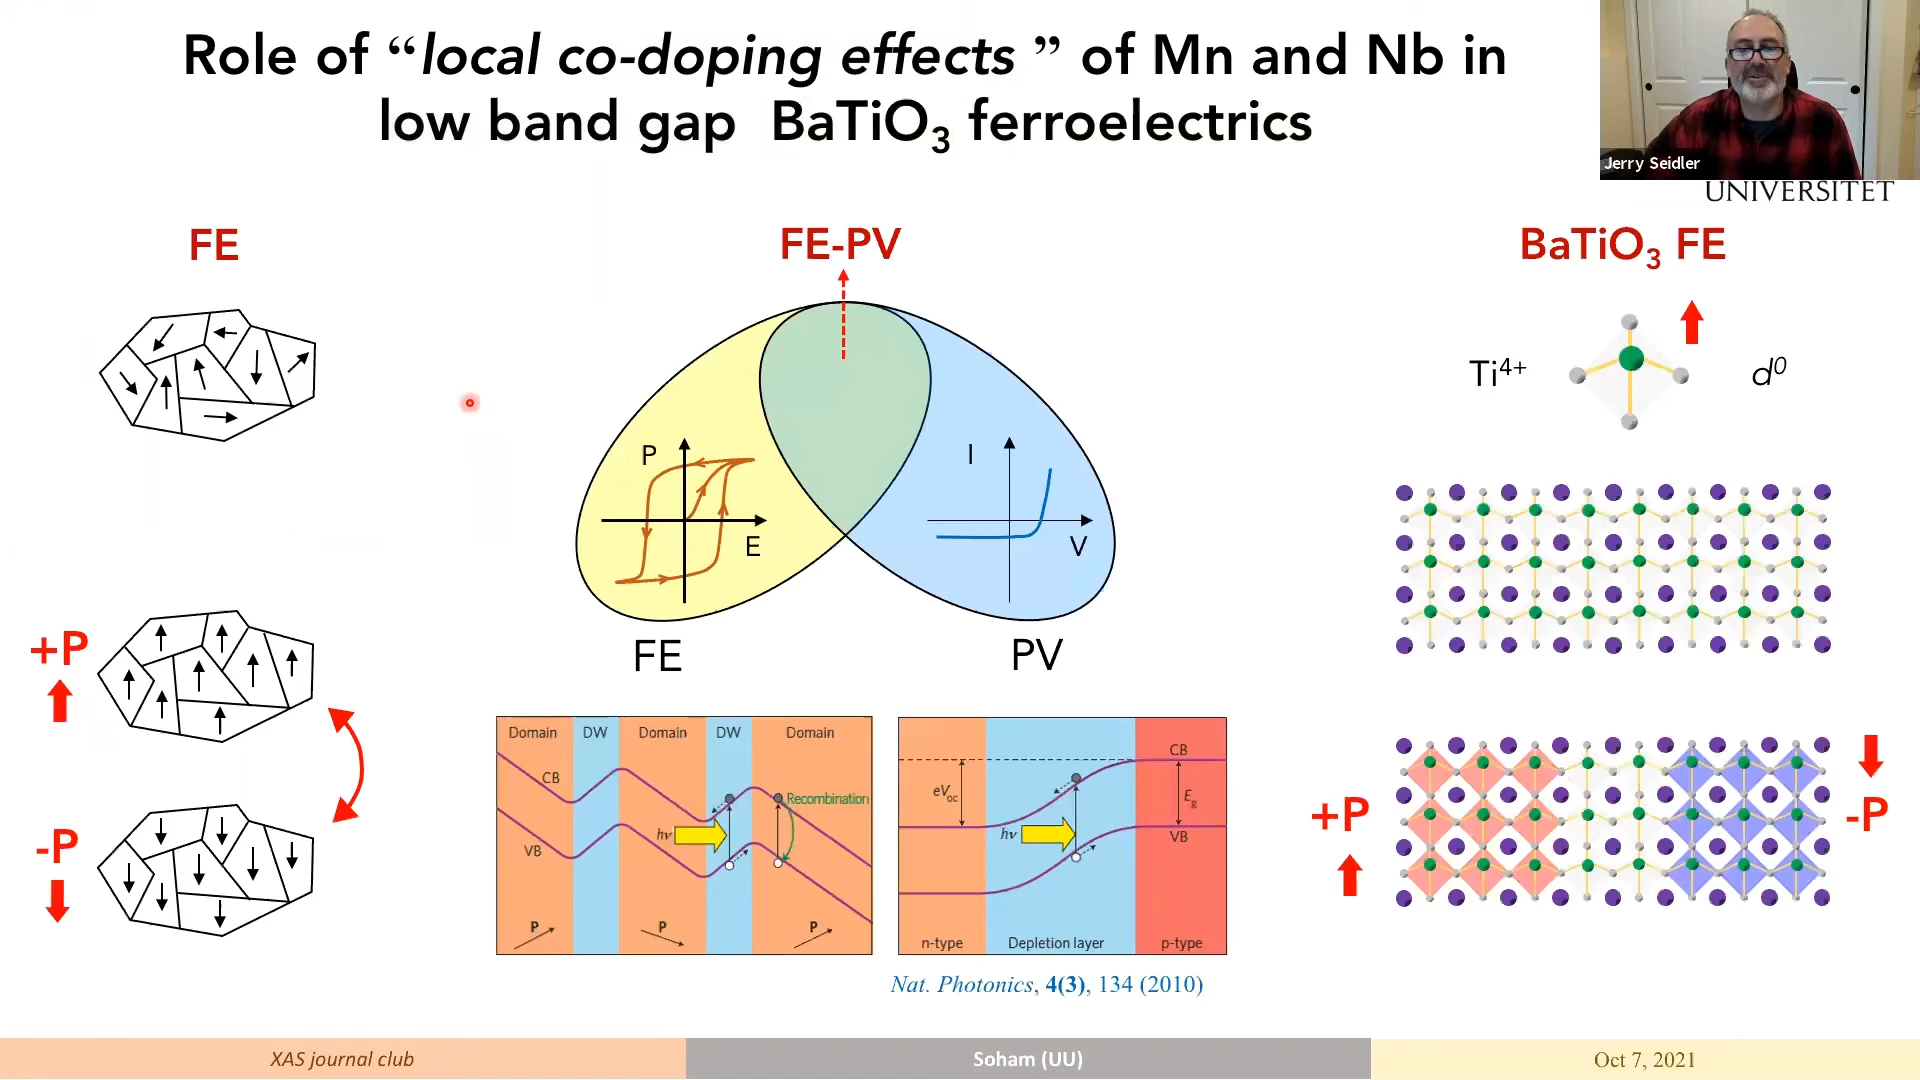 Role of “local co-doping effects ” of Mn and Nb in
low band gap BaTiO3 ferroelectrics
Jerry Seidler
UNIVERSITET
FE
FE-PV
BaTiO3 FE
Ti4+
d0
P
E
I
V
FE
PV
+P
-P
Domain
DW
Domain
DW
Domain
CB
VB
hν
Recombination
P
P
P
CB
eVoc
Eg
hν
VB
n-type
Depletion layer
p-type
+P
-P
Nat. Photonics, 4(3), 134 (2010)
XAS journal club
Soham (UU)
Oct 7, 2021